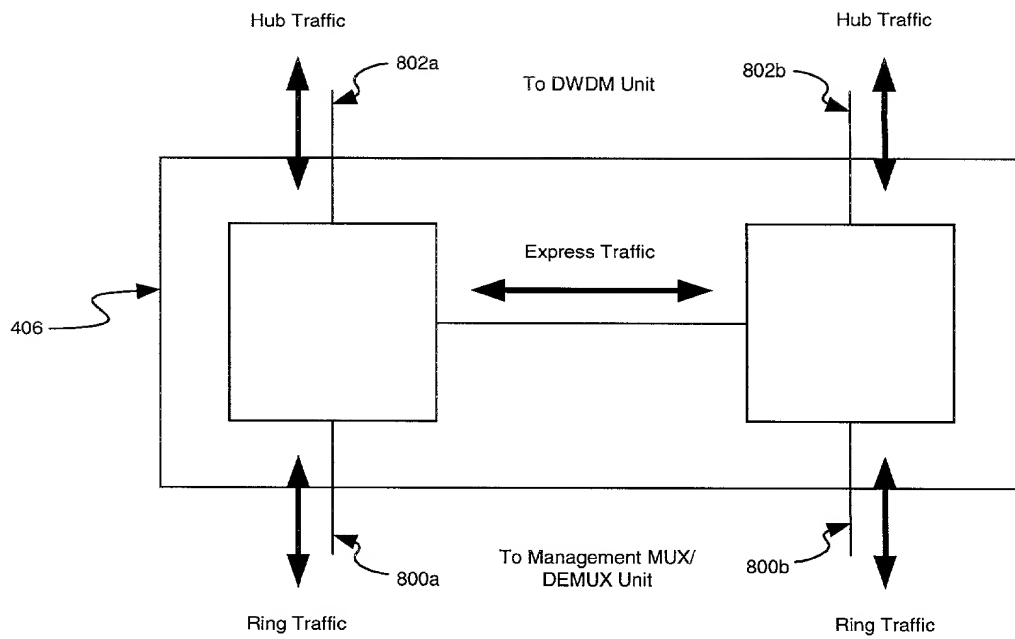 Hub Traffic
Hub Traffic
802a
To DWDM Unit
802b
Express Traffic
406
800a
To Management MUX/
DEMUX Unit
800b
Ring Traffic
Ring Traffic